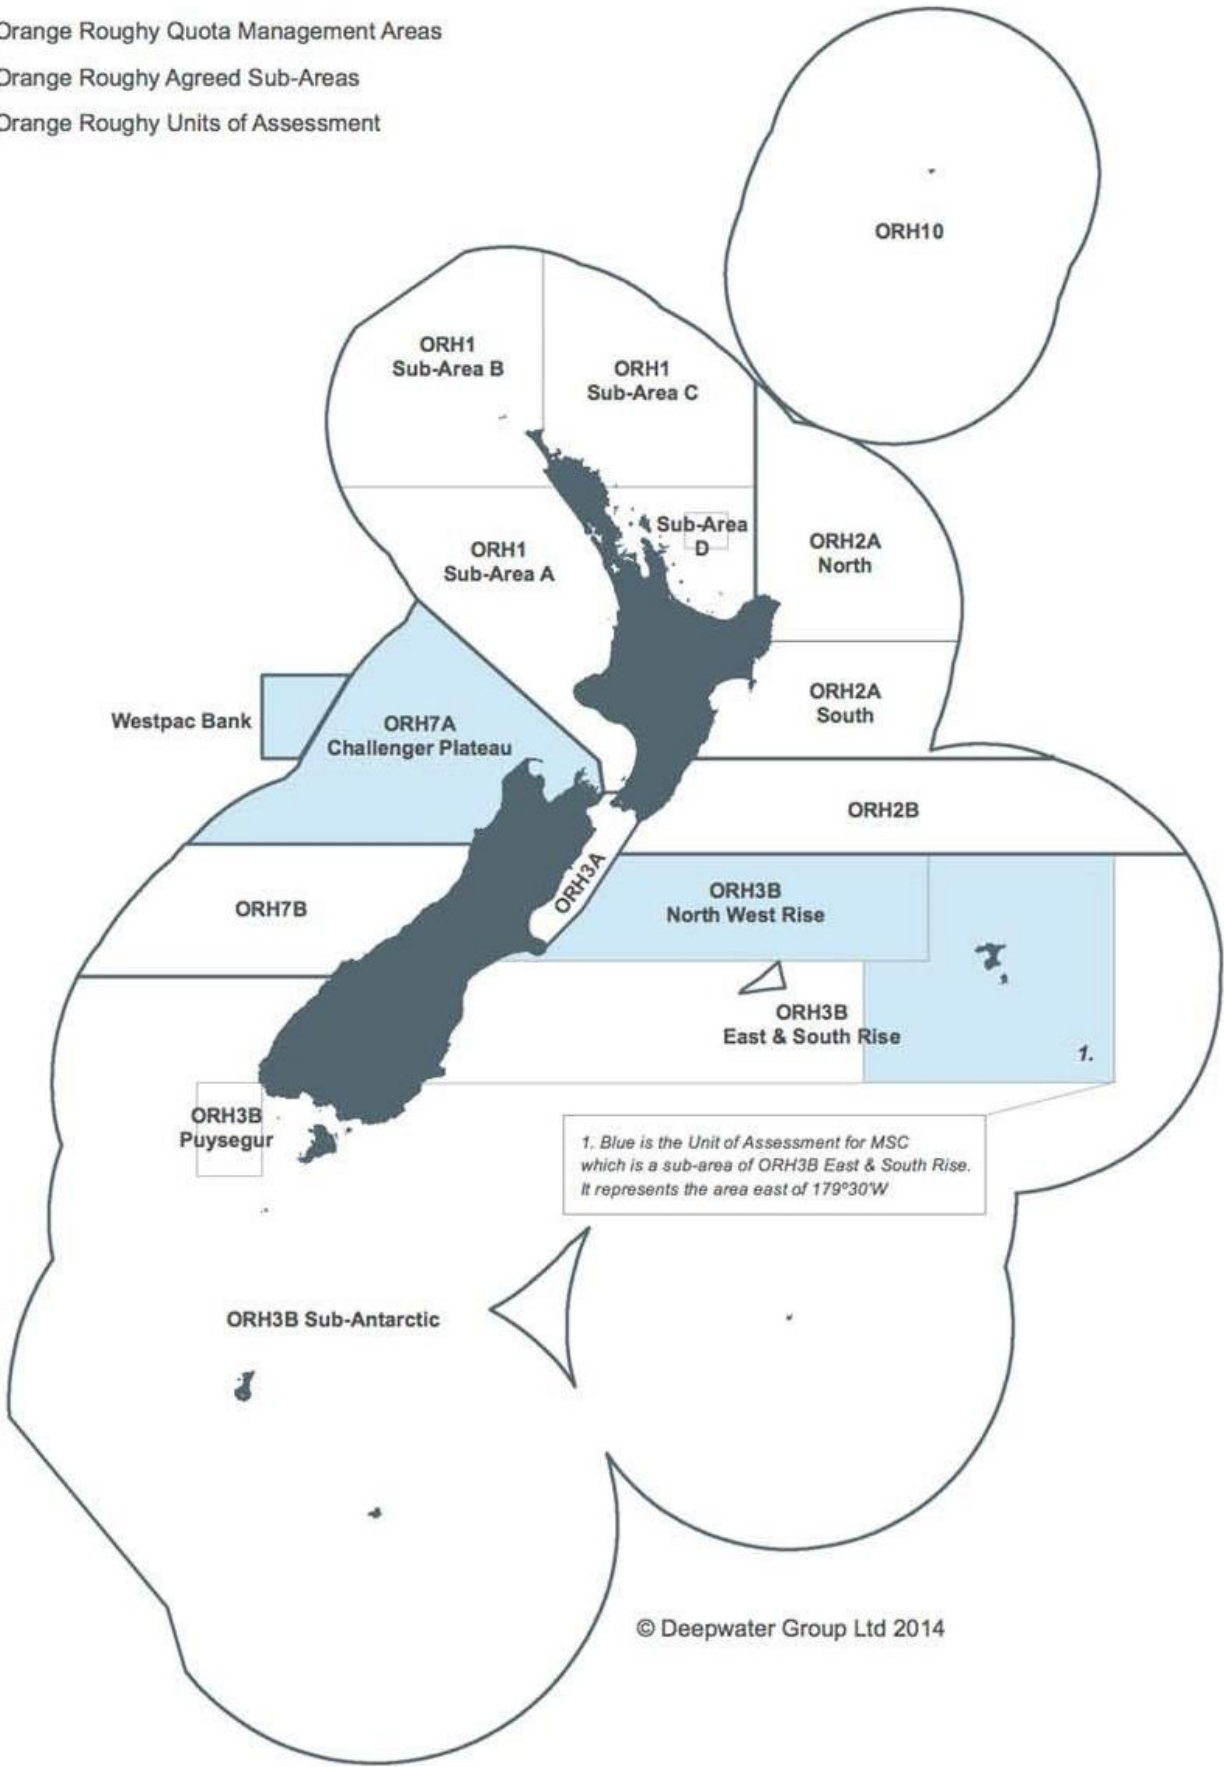 Orange Roughy Quota Management Areas
Orange Roughy Agreed Sub-Areas
Orange Roughy Units of Assessment
ORH10
ORH1
Sub-Area B
ORH1
Sub-Area C
Sub-Area
D
ORH1
Sub-Area A
ORH2A
North
ORH2A
South
Westpac Bank
ORH7A
Challenger Plateau
ORH2B
ORH3A
ORH3B
North West Rise
ORH7B
ORH3B
East & South Rise
1.
ORH3B
Puysegur
1. Blue is the Unit of Assessment for MSC
which is a sub-area of ORH3B East & South Rise.
It represents the area east of 179º30'W
ORH3B Sub-Antarctic
© Deepwater Group Ltd 2014